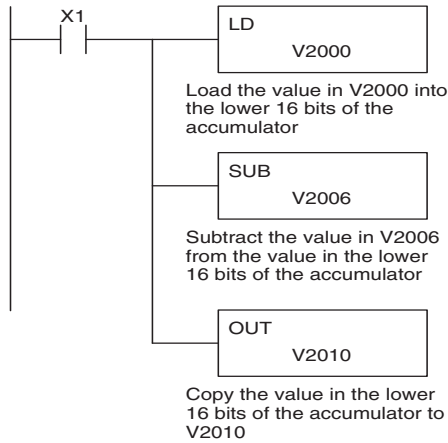 X1
LD
V2000
Load the value in V2000 into
the lower 16 bits of the
accumulator
SUB
V2006
Subtract the value in V2006
from the value in the lower
16 bits of the accumulator
OUT
V2010
Copy the value in the lower
16 bits of the accumulator to
V2010